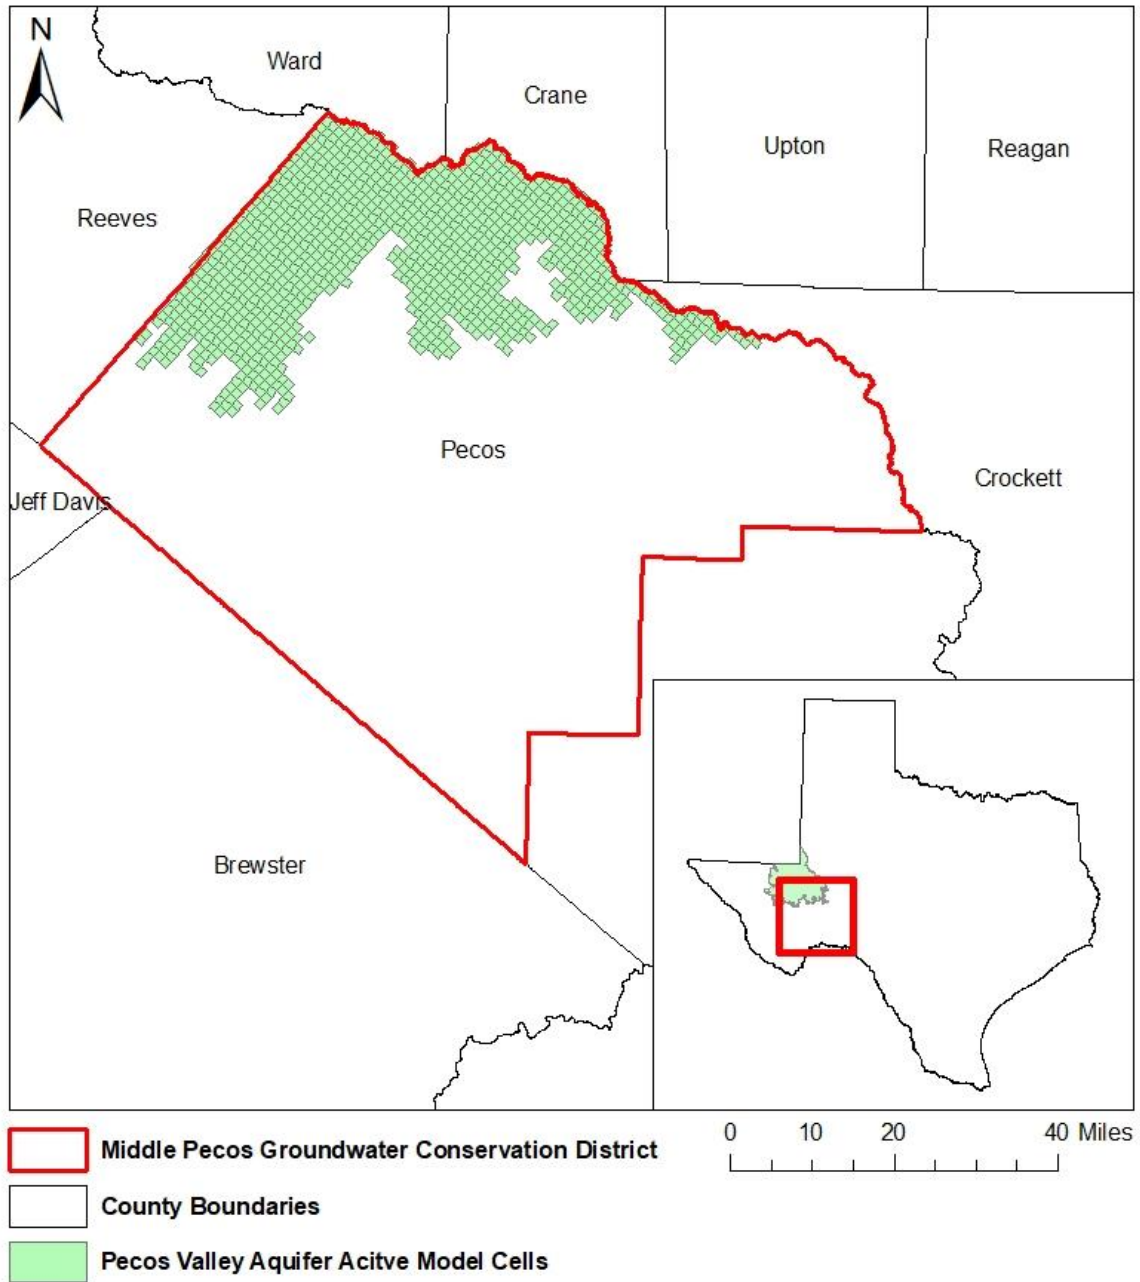 N
Ward
Crane
Upton
Reagan
Reeves
Pecos
Crockett
Jeff Davis
Brewster
Middle Pecos Groundwater Conservation District
0 10 20 40 Miles
County Boundaries
Pecos Valley Aquifer Acitve Model Cells